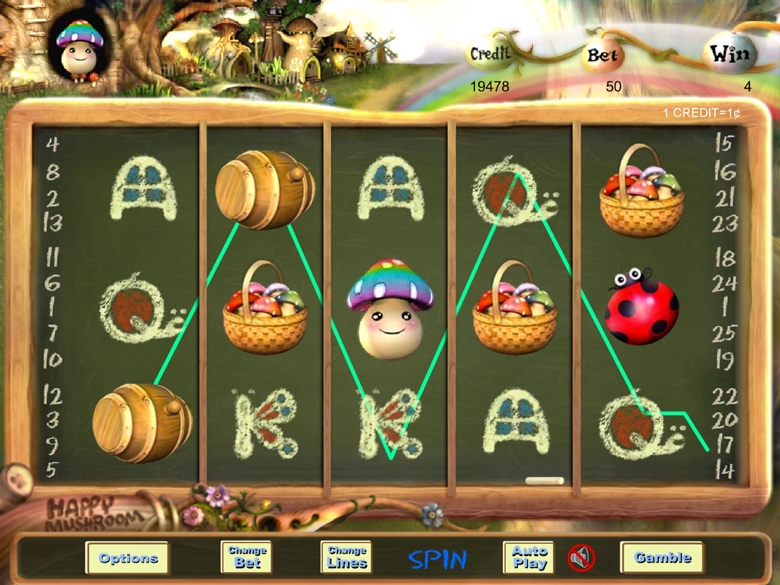 Credit Bet Win
19478 50 4
1 CREDIT=1¢
4 15
8 A A Q 16
2 21
13 23
11 18
6 24
1 Q 1
7 25
10 19
12 22
3 K K A Q 20
9 17
5 14
HAPPY
MUSHROOM
Options Change Bet Change Lines SPIN Auto Play Gamble